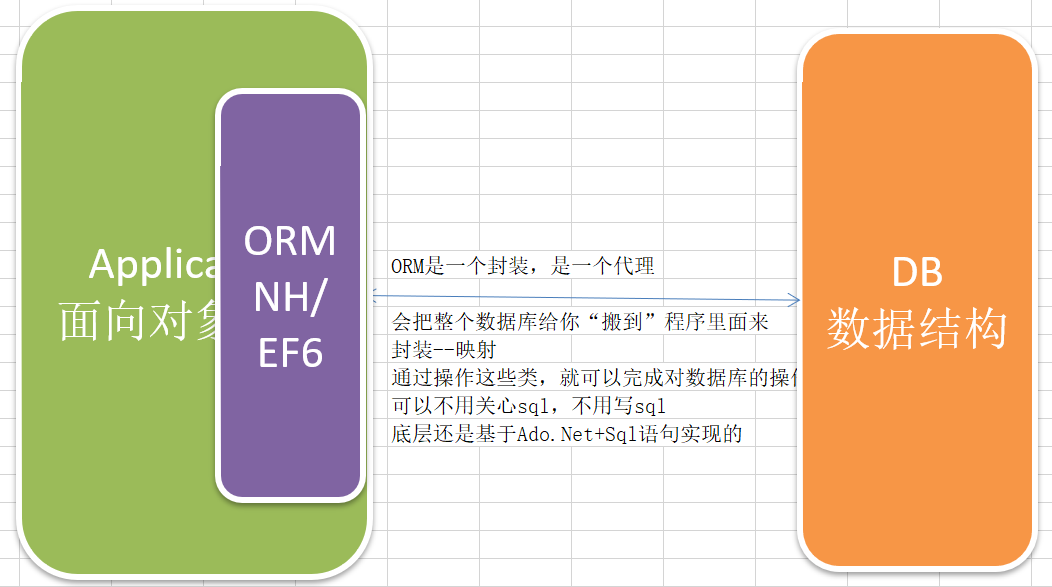 Applica
面向对象
ORM
NH/
EF6
ORM是一个封装，是一个代理
会把整个数据库给你“搬到”程序里面来
封装--映射
通过操作这些类，就可以完成对数据库的操作
可以不用关心sql，不用写sql
底层还是基于Ado.Net+Sql语句实现的
DB
数据结构